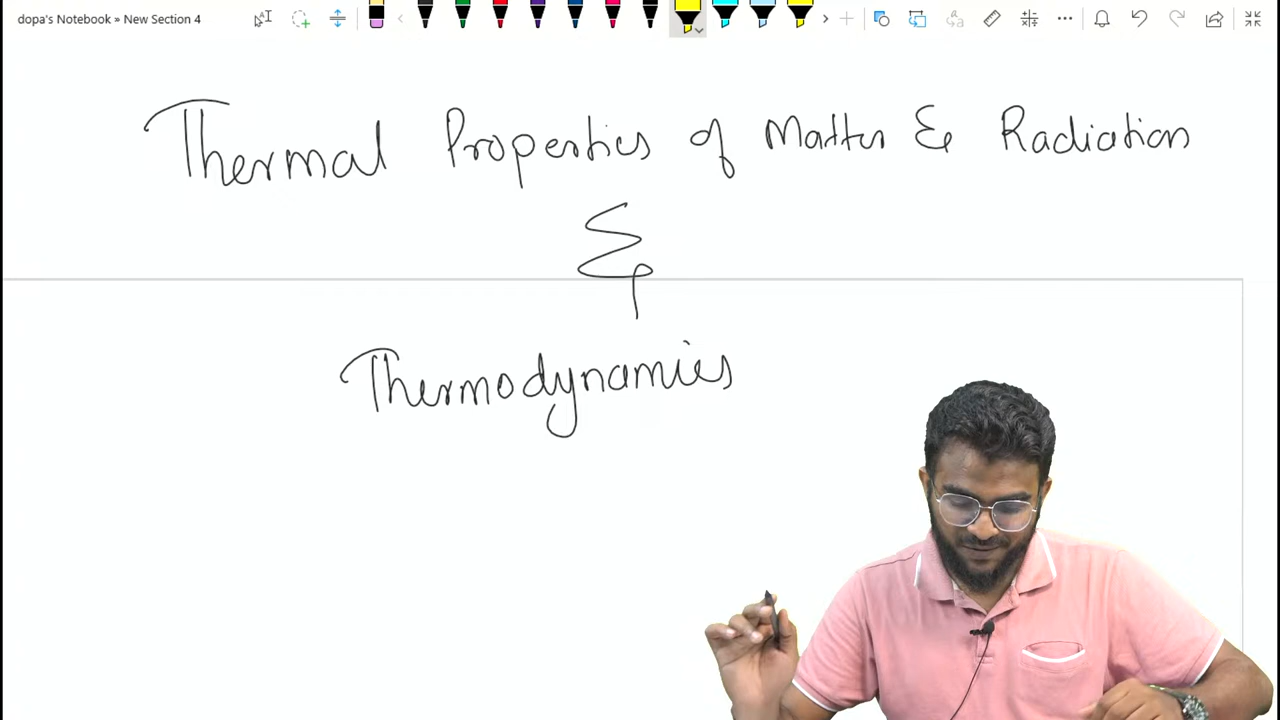 dopa's Notebook » New Section 4
Thermal Properties of Matter & Radiation
&
Thermodynamics